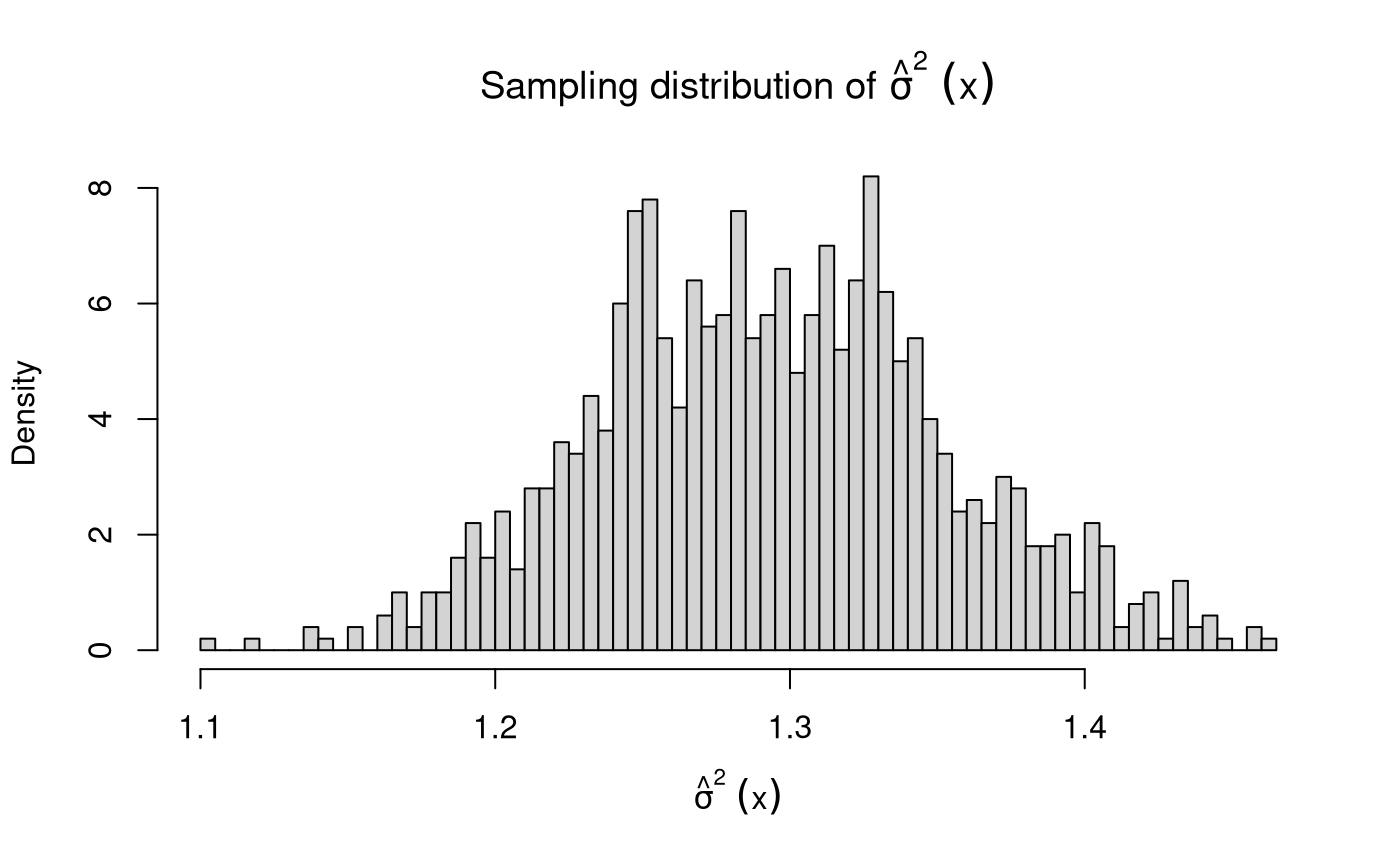 Sampling distribution of σ̂² (x)
Density
8
6
4
2
0
1.1 1.2 1.3 1.4
σ̂² (x)